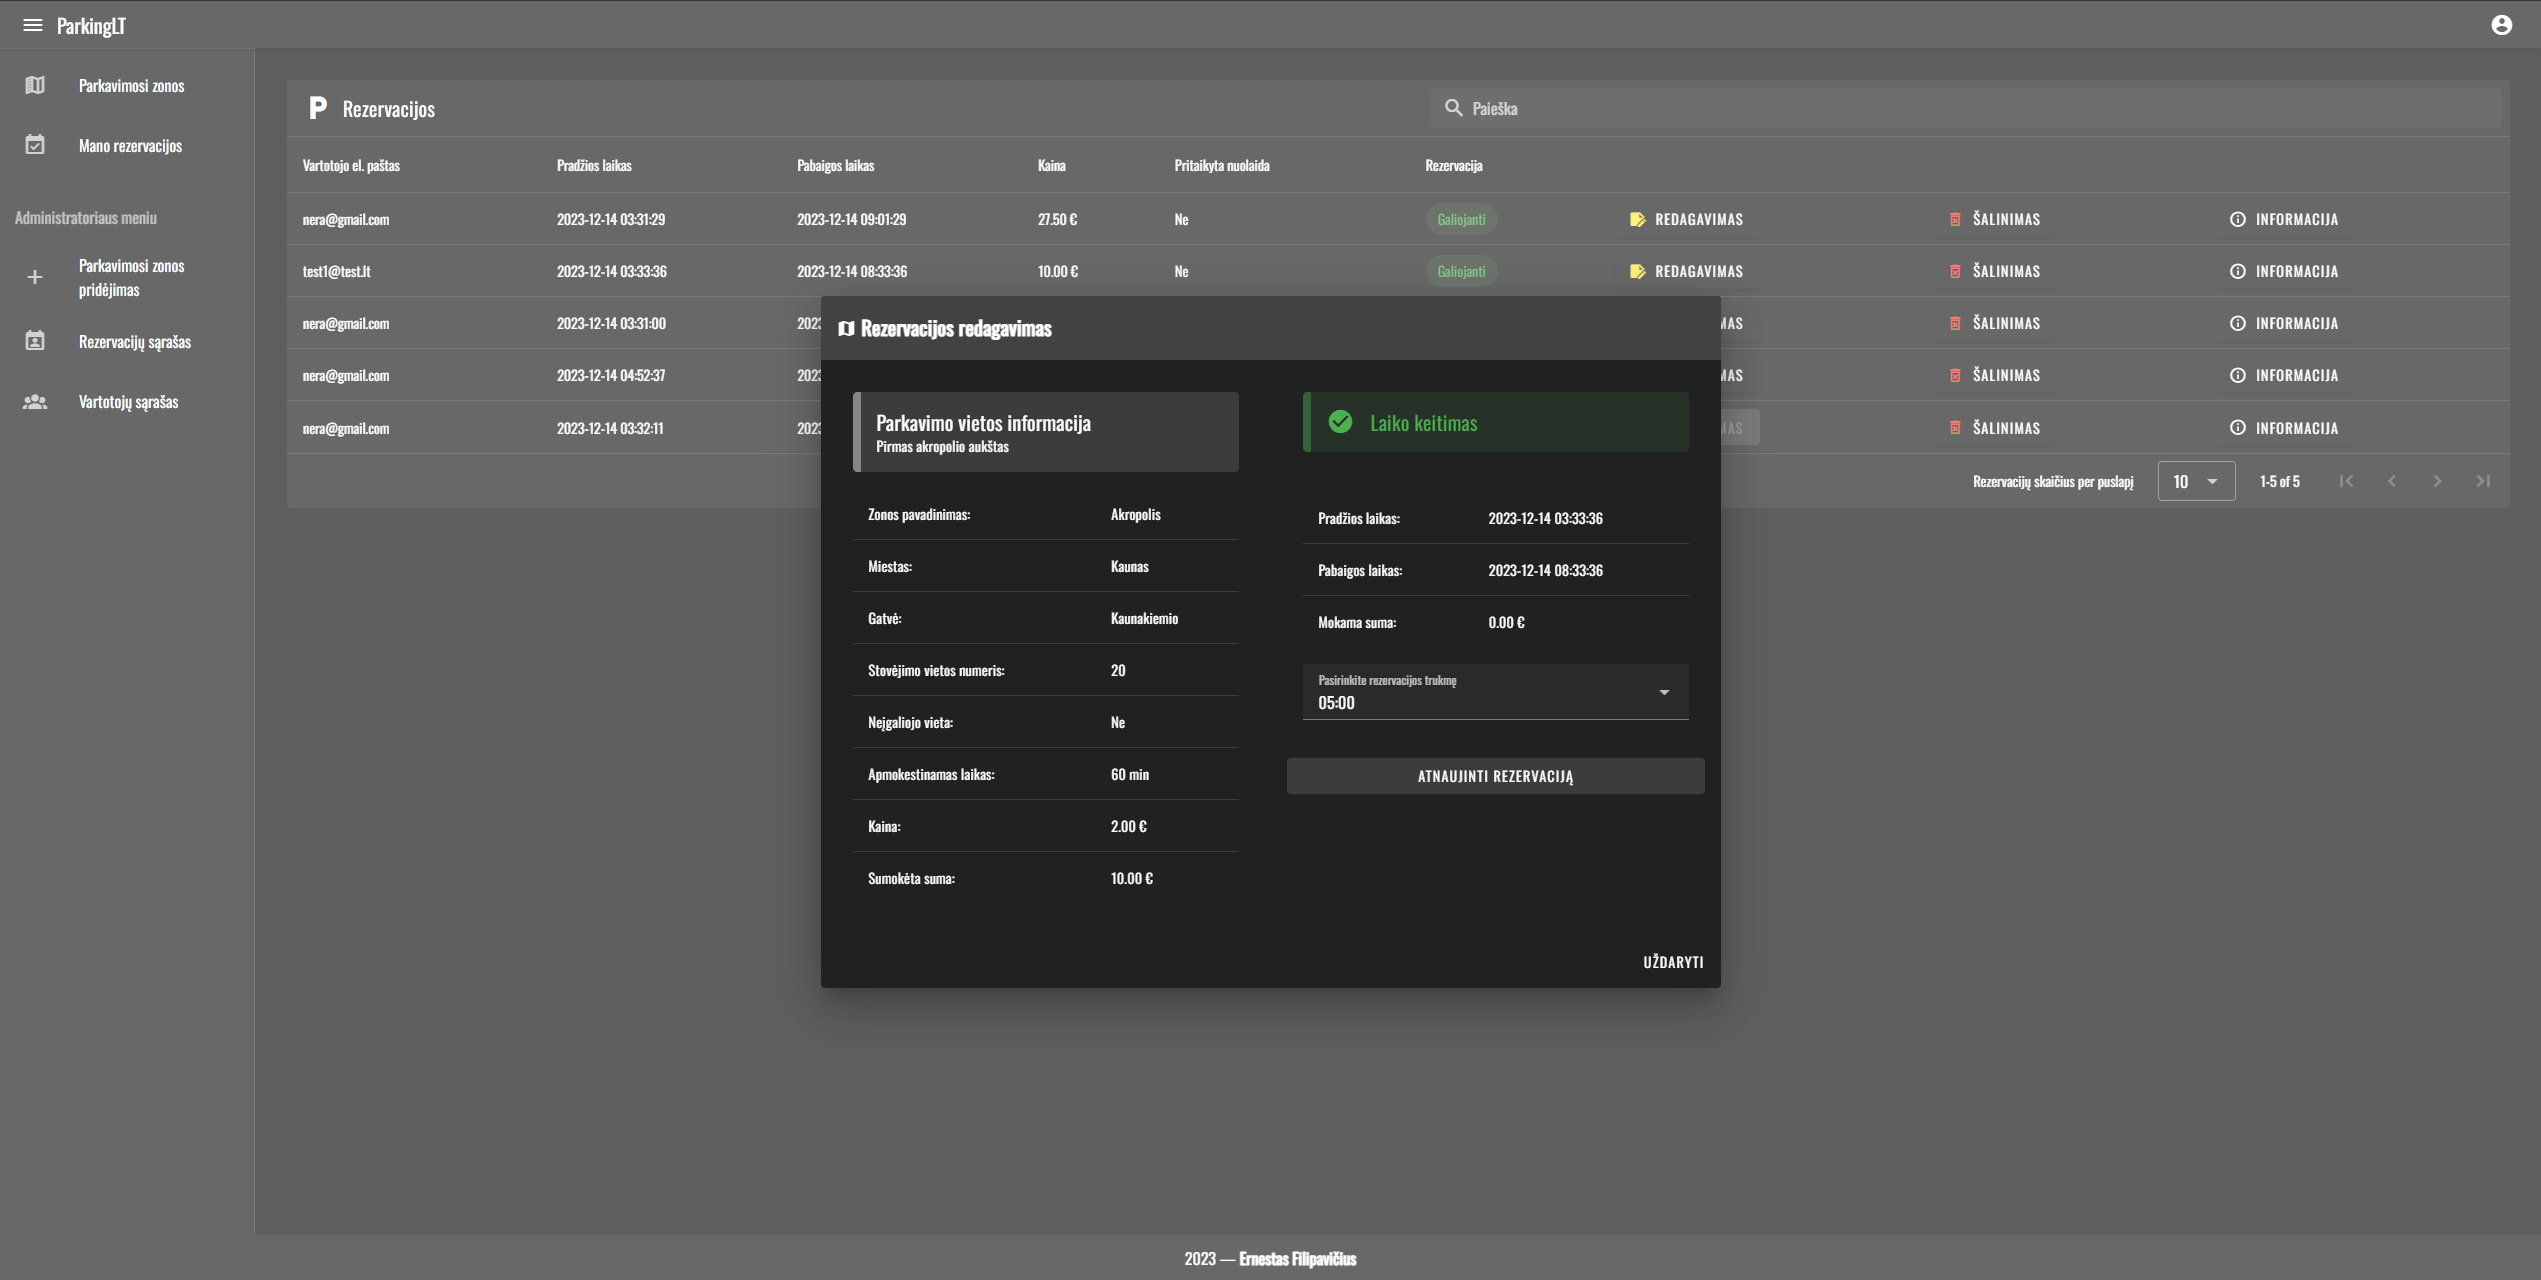 ParkingLT
Parkavimosi zonos
Mano rezervacijos
Administratoriaus meniu
Parkavimosi zonos
pridėjimas
Rezervacijų sąrašas
Vartotojų sąrašas
P Rezervacijos
Paieška
Vartotojo el. paštas Pradžios laikas Pabaigos laikas Kaina Pritaikyta nuolaida Rezervacija
nera@gmail.com 2023-12-14 03:31:29 2023-12-14 09:01:29 27.50 € Ne Galiojanti REDAGAVIMAS ŠALINIMAS INFORMACIJA
test1@test.lt 2023-12-14 03:33:36 2023-12-14 08:33:36 10.00 € Ne Galiojanti REDAGAVIMAS ŠALINIMAS INFORMACIJA
nera@gmail.com 2023-12-14 03:31:00 202 MAS ŠALINIMAS INFORMACIJA
nera@gmail.com 2023-12-14 04:52:37 202 MAS ŠALINIMAS INFORMACIJA
nera@gmail.com 2023-12-14 03:32:11 202 MAS ŠALINIMAS INFORMACIJA
Rezervacijų skaičius per puslapį 10 1-5 of 5
Rezervacijos redagavimas
Parkavimo vietos informacija
Pirmas akropolio aukštas
Zonos pavadinimas: Akropolis
Miestas: Kaunas
Gatvė: Kaunakiemio
Stovėjimo vietos numeris: 20
Neįgaliojo vieta: Ne
Apmokestinamas laikas: 60 min
Kaina: 2.00 €
Sumokėta suma: 10.00 €
Laiko keitimas
Pradžios laikas: 2023-12-14 03:33:36
Pabaigos laikas: 2023-12-14 08:33:36
Mokama suma: 0.00 €
Pasirinkite rezervacijos trukmę
05:00
ATNAUJINTI REZERVACIJĄ
UŽDARYTI
2023 — Ernestas Filipavičius